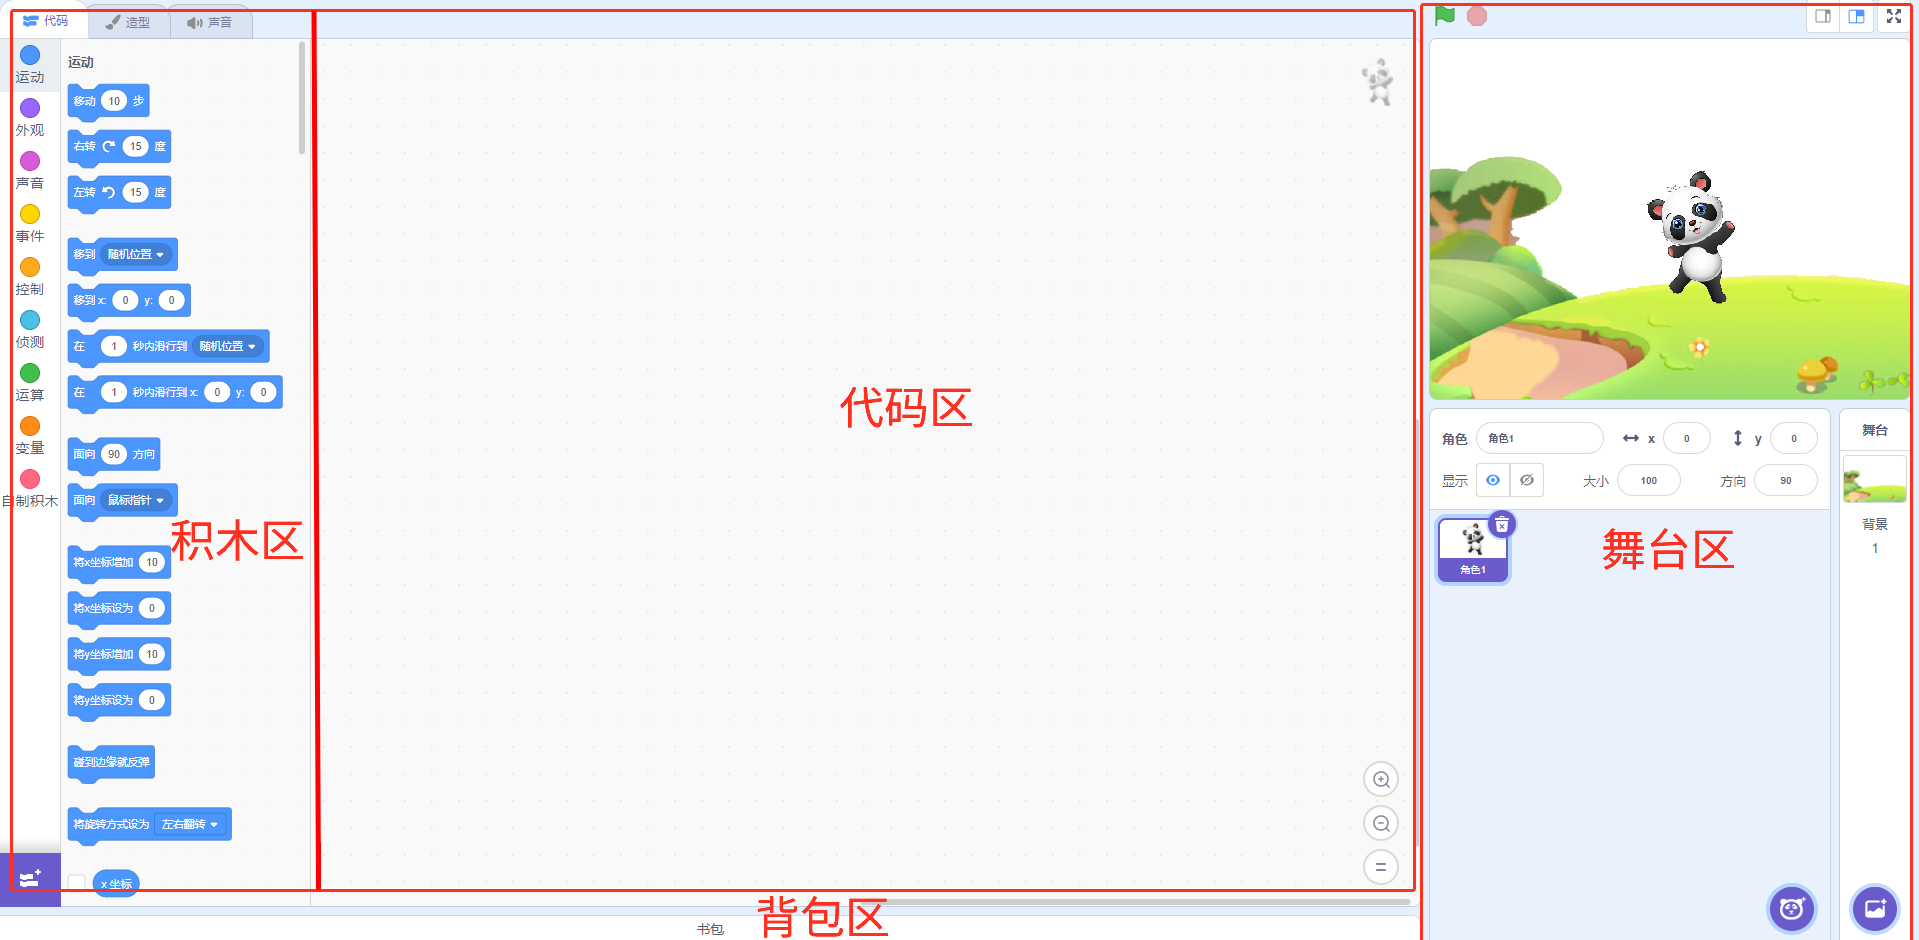 代码 造型 声音
运动
外观
声音
事件
控制
侦测
运算
变量
自制积木
运动
移动 10 步
右转 15 度
左转 15 度
移到 随机位置
移到 x: 0 y: 0
在 1 秒内滑行到 随机位置
在 1 秒内滑行到 x: 0 y: 0
面向 90 方向
面向 鼠标指针
将x坐标增加 10
将x坐标设为 0
将y坐标增加 10
将y坐标设为 0
碰到边缘就反弹
将旋转方式设为 左右翻转
x 坐标
积木区
代码区
背包区
书包
角色 角色1 x 0 y 0
显示 大小 100 方向 90
角色1
舞台区
舞台
背景
1